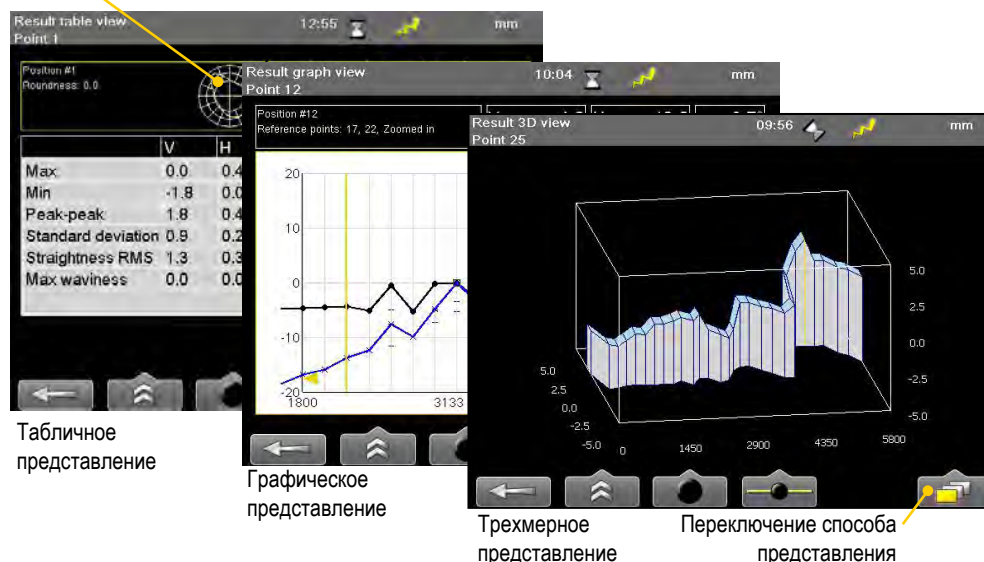 Result table view
Point 1
12:55
mm
Position #1
Roundness: 0.0
V H
Max 0.0 0.4
Min -1.8 0.0
Peak-peak 1.8 0.4
Standard deviation 0.9 0.2
Straightness RMS 1.3 0.3
Max waviness 0.0 0.0
Табличное
представление
Result graph view
Point 12
10:04
mm
Position #12
Reference points: 17, 22, Zoomed in
20
10
0
-10
-20
1800 3133
Графическое
представление
Result 3D view
Point 25
09:56
mm
5.0
2.5
0.0
-2.5
-5.0
5.0
2.5
0.0
-2.5
-5.0
0 1450 2900 4350 5800
Трехмерное
представление
Переключение способа
представления